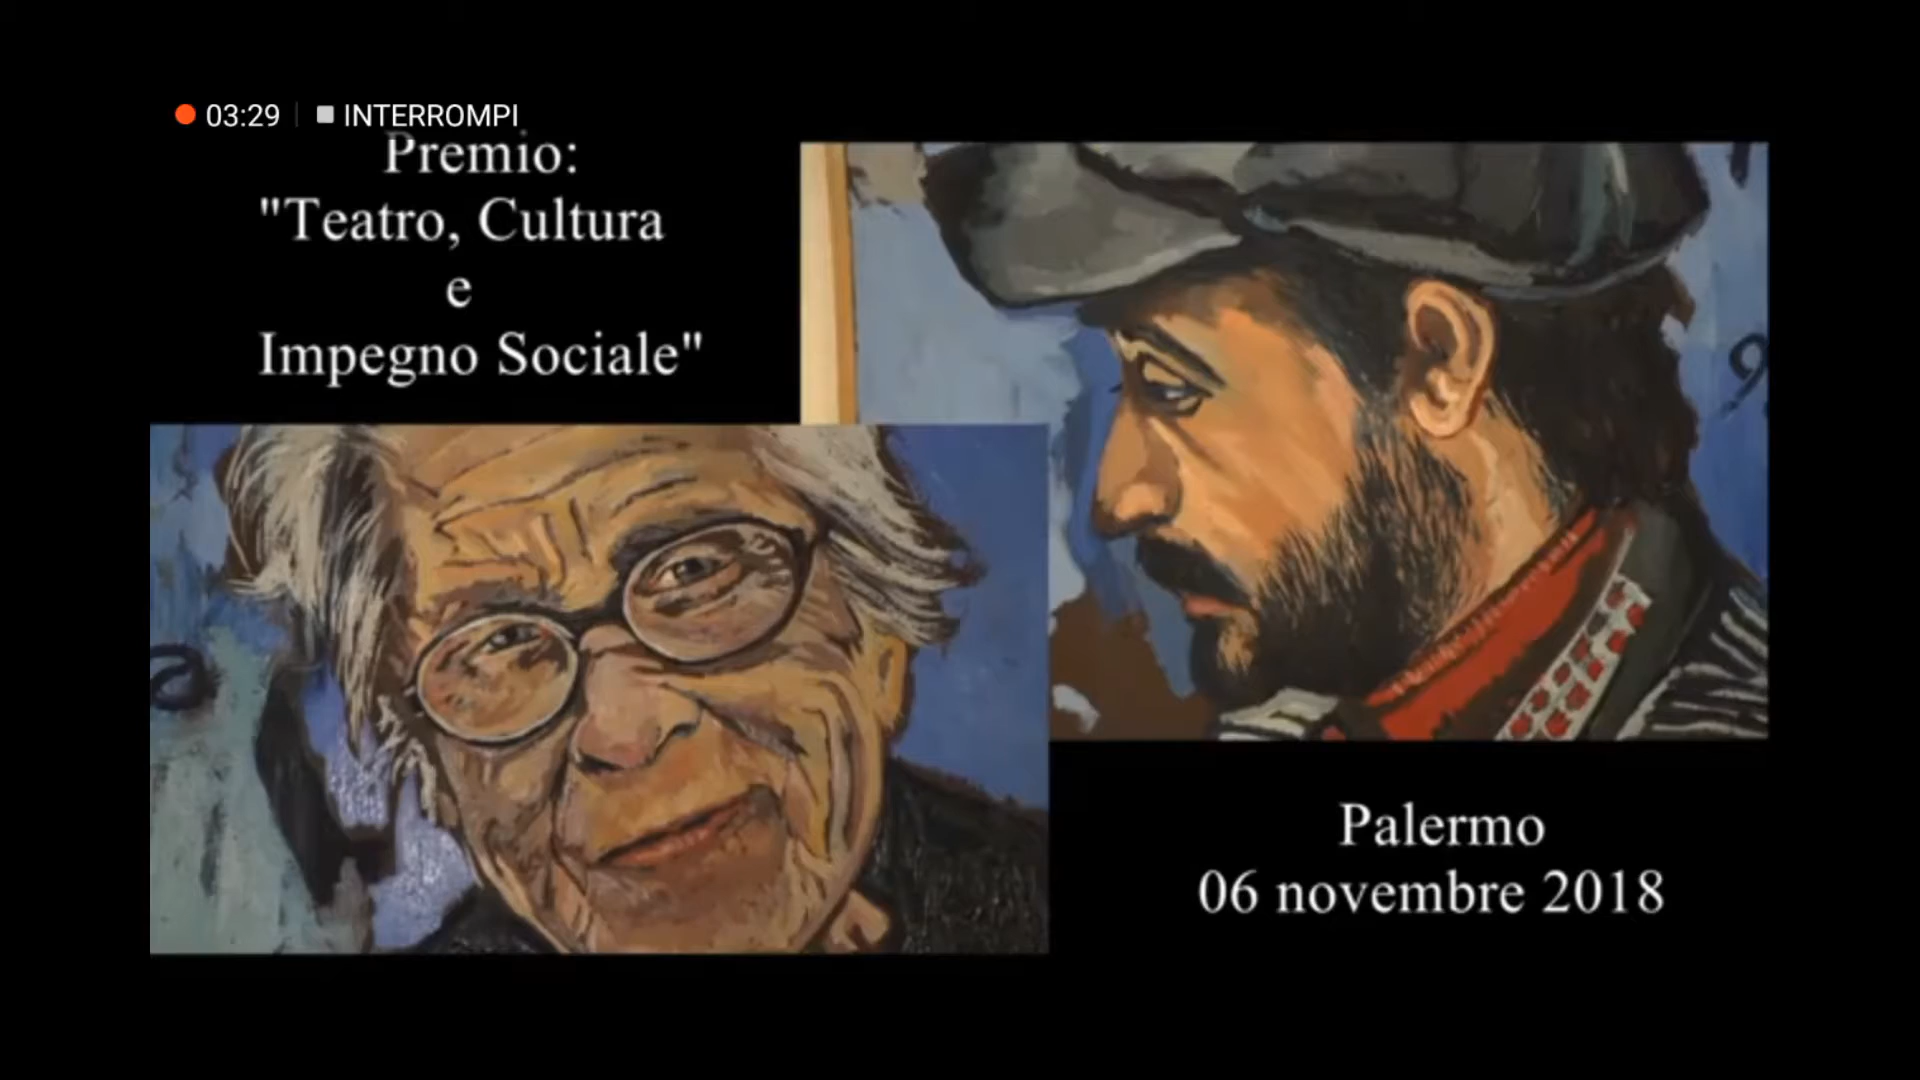 03:29 INTERROMPI
Premio:
"Teatro, Cultura
e
Impegno Sociale"
Palermo
06 novembre 2018